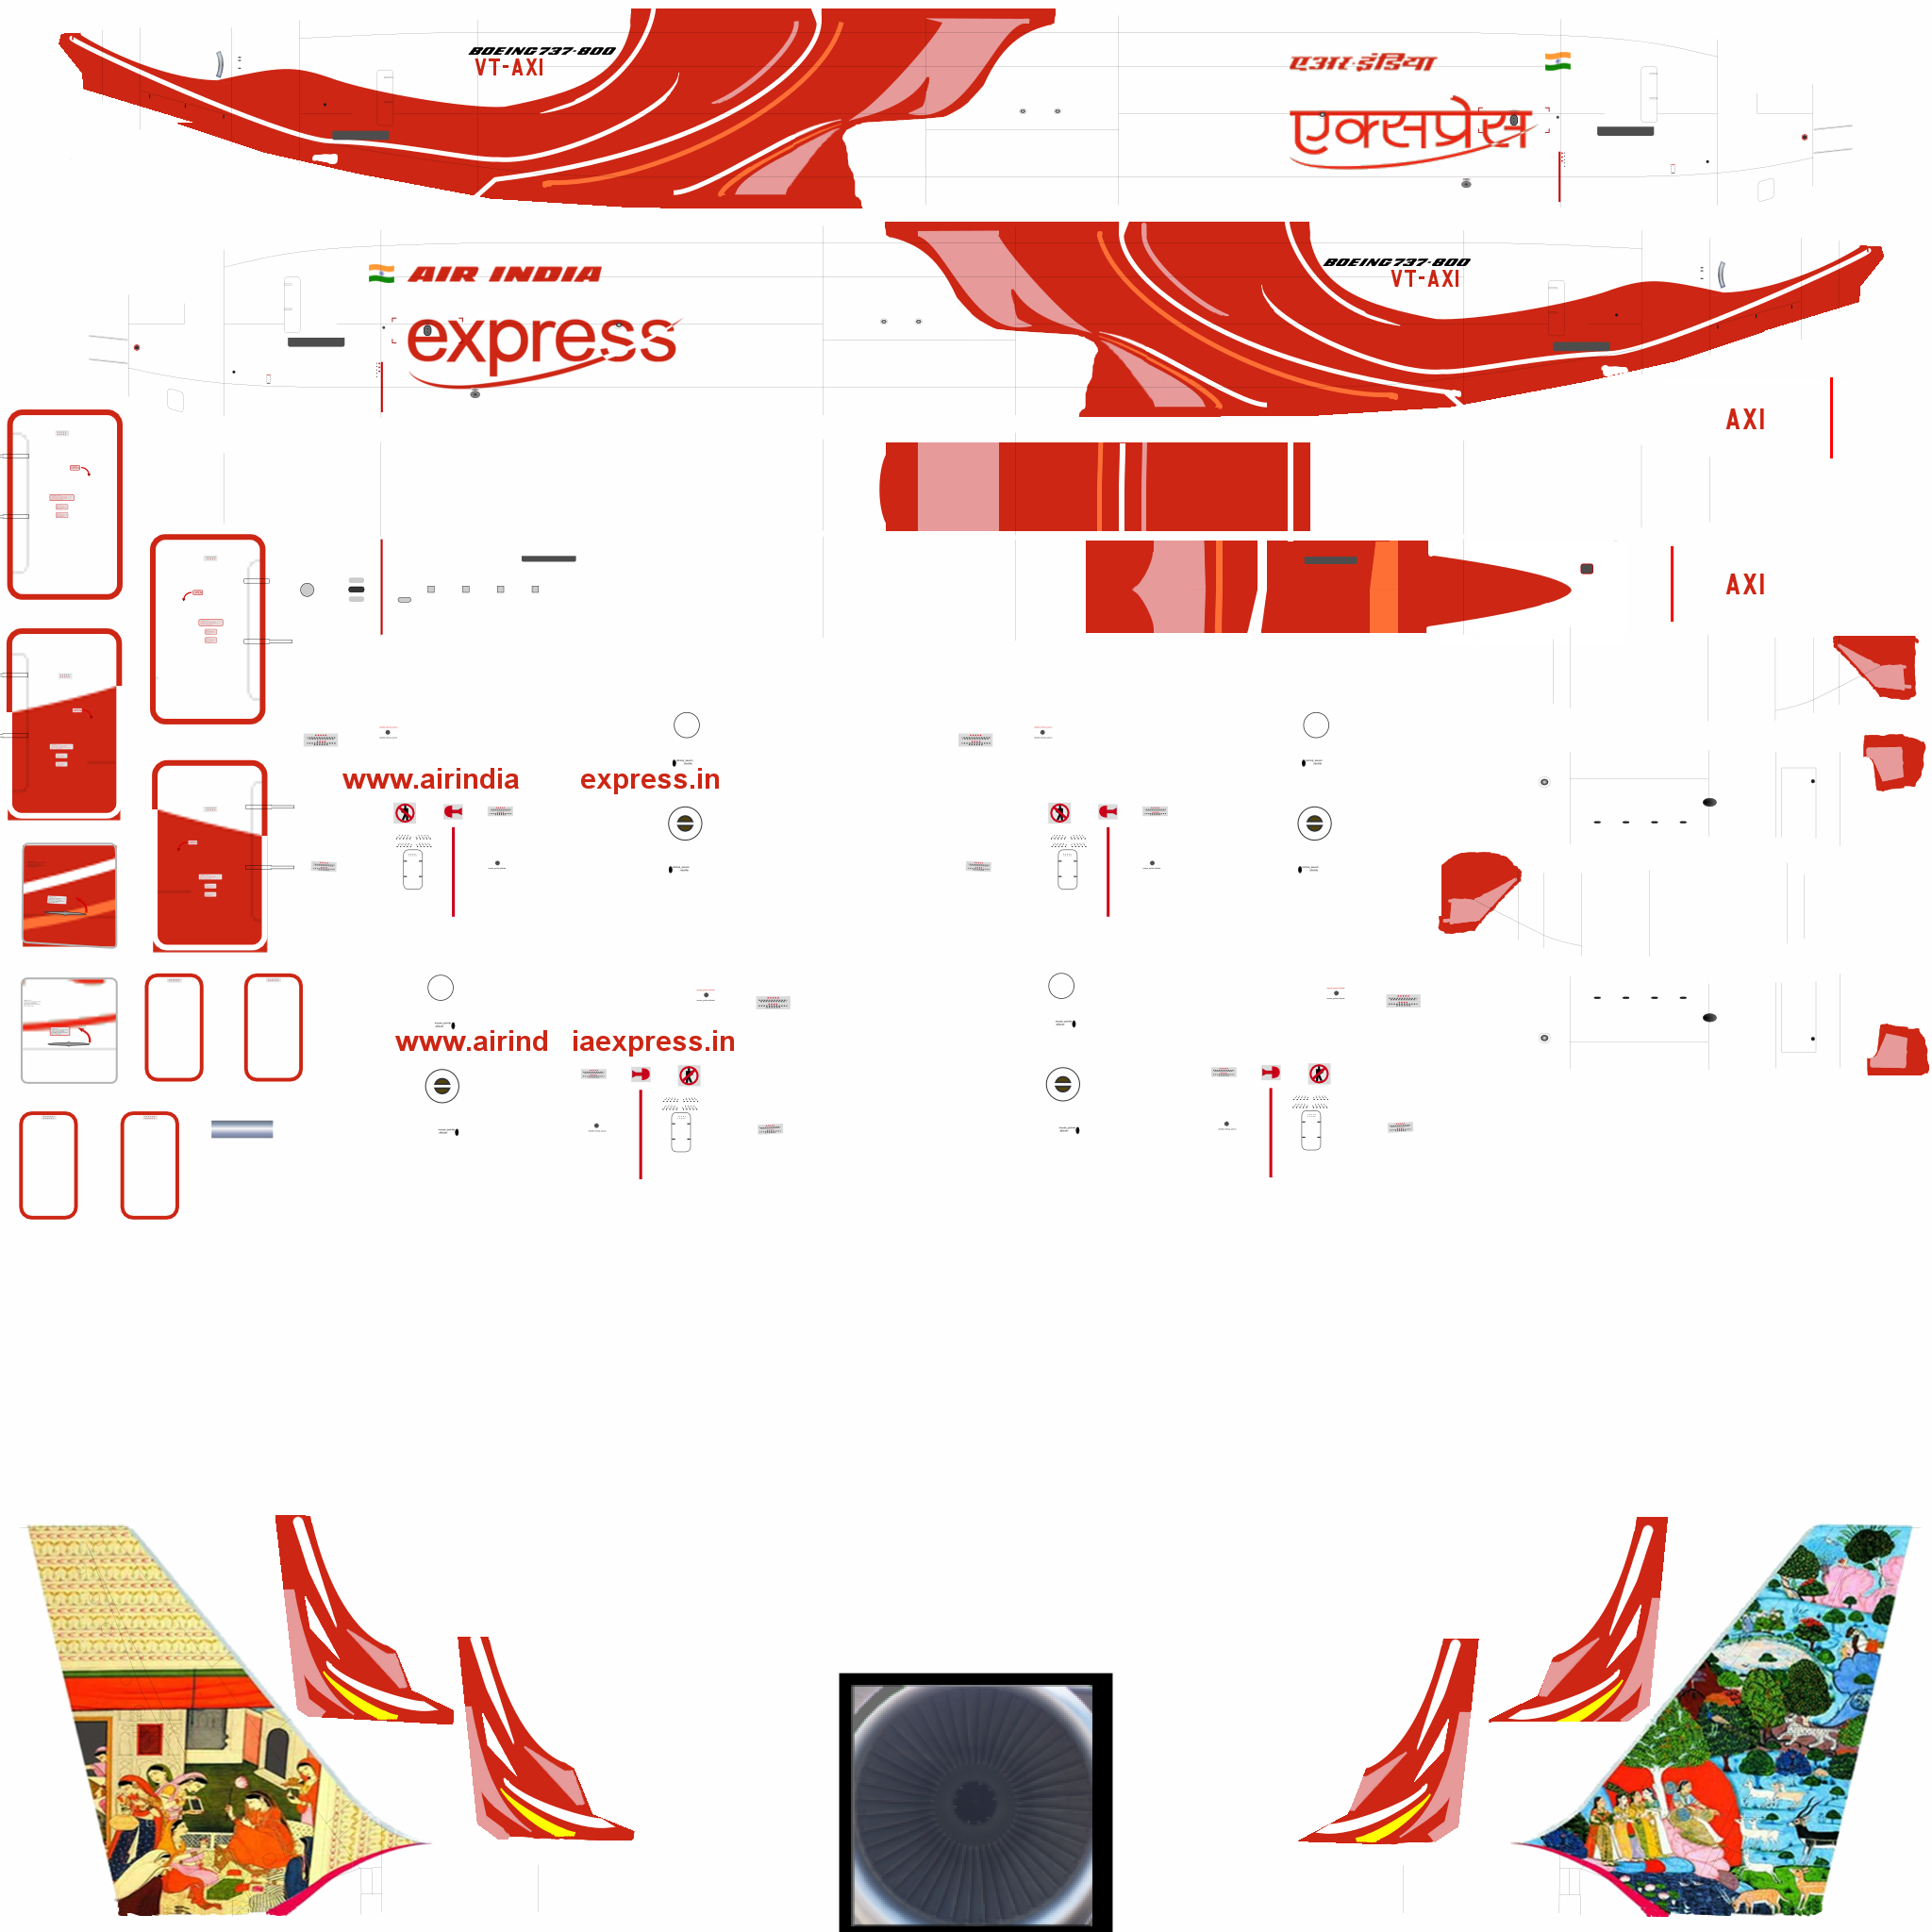 BOEING 737-800
VT-AXI
एअर-इंडिया
एक्सप्रेस
AIR INDIA
express
BOEING 737-800
VT-AXI
AXI
AXI
www.airindia express.in
www.airind iaexpress.in